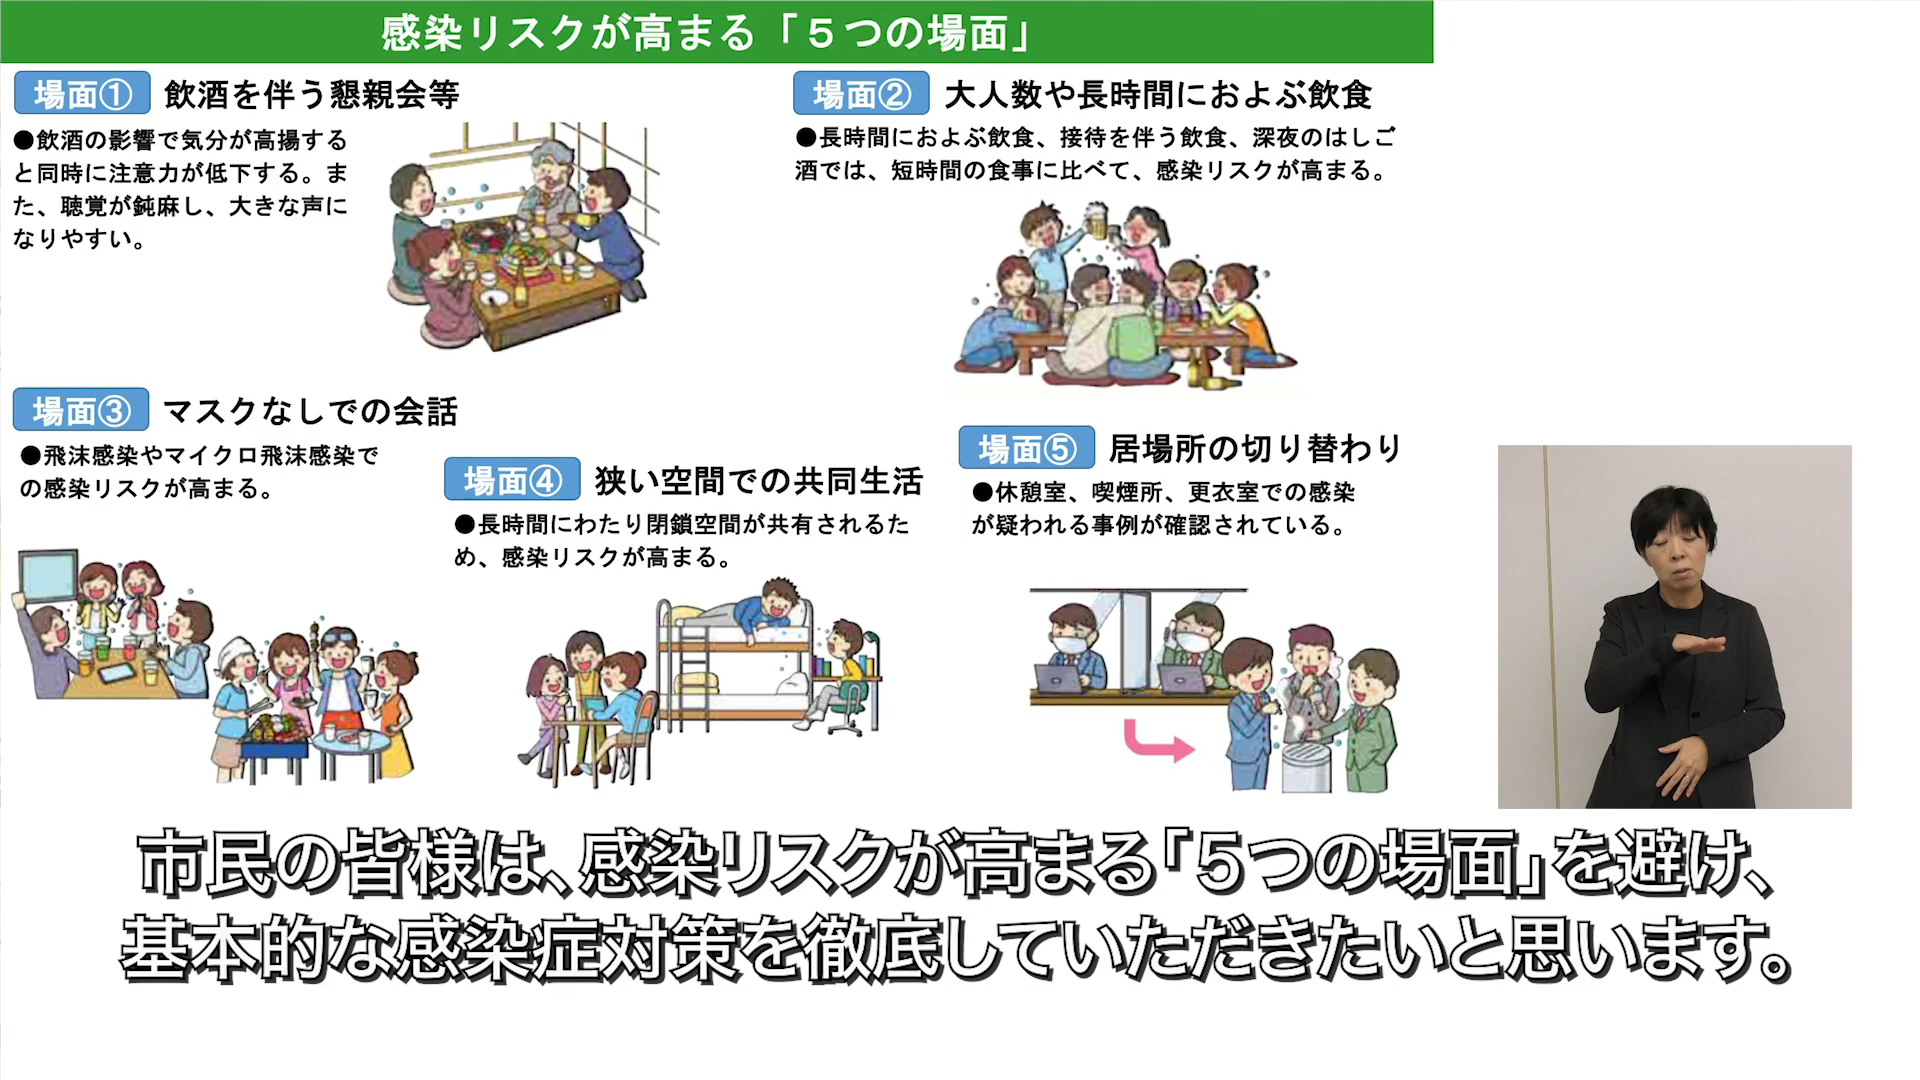 感染リスクが高まる「５つの場面」
場面① 飲酒を伴う懇親会等
●飲酒の影響で気分が高揚する
と同時に注意力が低下する。ま
た、聴覚が鈍麻し、大きな声に
なりやすい。
場面② 大人数や長時間におよぶ飲食
●長時間におよぶ飲食、接待を伴う飲食、深夜のはしご
酒では、短時間の食事に比べて、感染リスクが高まる。
場面③ マスクなしでの会話
●飛沫感染やマイクロ飛沫感染で
の感染リスクが高まる。
場面④ 狭い空間での共同生活
●長時間にわたり閉鎖空間が共有されるた
め、感染リスクが高まる。
場面⑤ 居場所の切り替わり
●休憩室、喫煙所、更衣室での感染
が疑われる事例が確認されている。
市民の皆様は、感染リスクが高まる「5つの場面」を避け、
基本的な感染症対策を徹底していただきたいと思います。